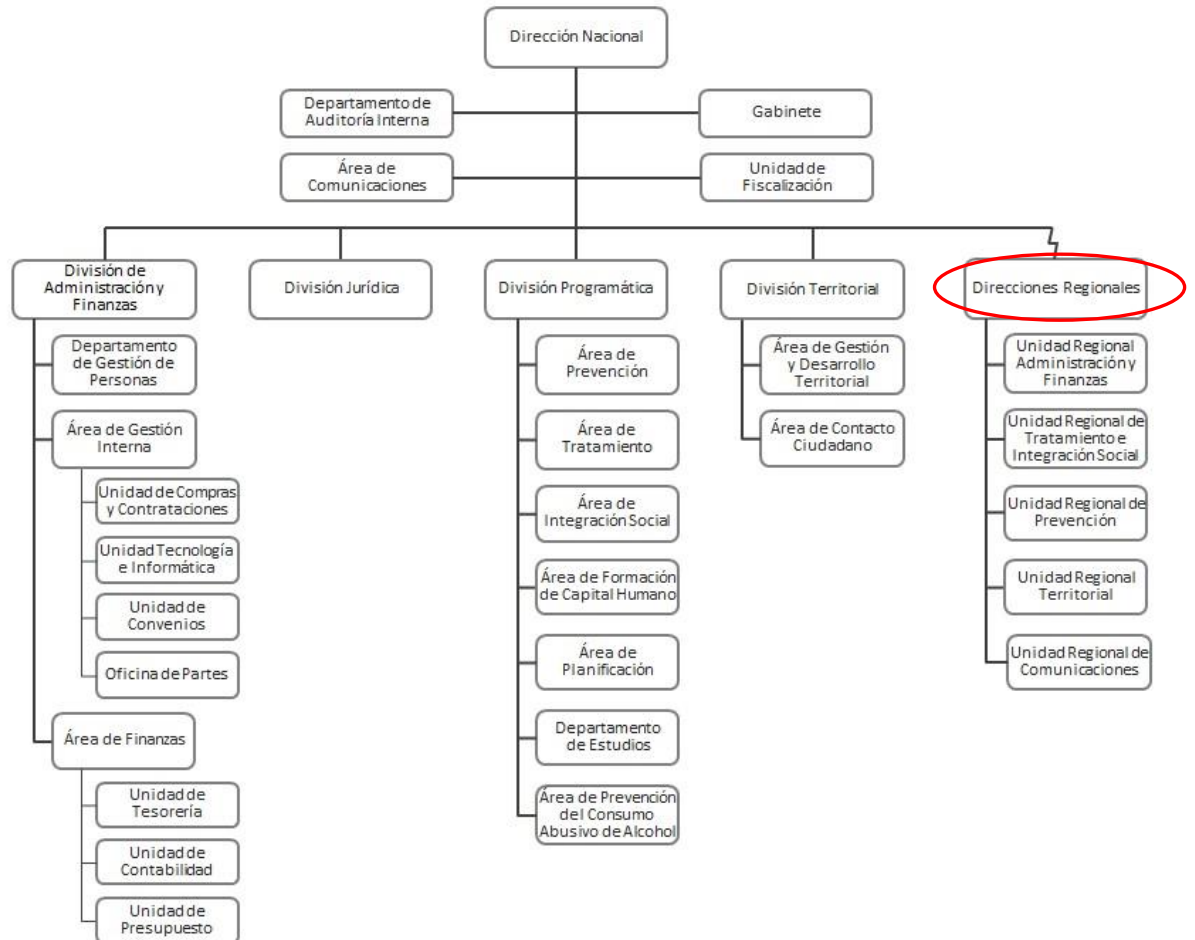 Dirección Nacional
Departamento de
Auditoría Interna
Gabinete
Área de
Comunicaciones
Unidad de
Fiscalización
División de
Administración y
Finanzas
División Jurídica
División Programática
División Territorial
Direcciones Regionales
Departamento
de Gestión de
Personas
Área de Gestión
Interna
Unidad de Compras
y Contrataciones
Unidad Tecnología
e Informática
Unidad de
Convenios
Oficina de Partes
Área de Finanzas
Unidad de
Tesorería
Unidad de
Contabilidad
Unidad de
Presupuesto
Área de
Prevención
Área de
Tratamiento
Área de
Integración Social
Área de Formación
de Capital Humano
Área de
Planificación
Departamento
de Estudios
Área de Prevención
del Consumo
Abusivo de Alcohol
Área de Gestión
y Desarrollo
Territorial
Área de Contacto
Ciudadano
Unidad Regional
Administración y
Finanzas
Unidad Regional de
Tratamiento e
Integración Social
Unidad Regional de
Prevención
Unidad Regional
Territorial
Unidad Regional de
Comunicaciones